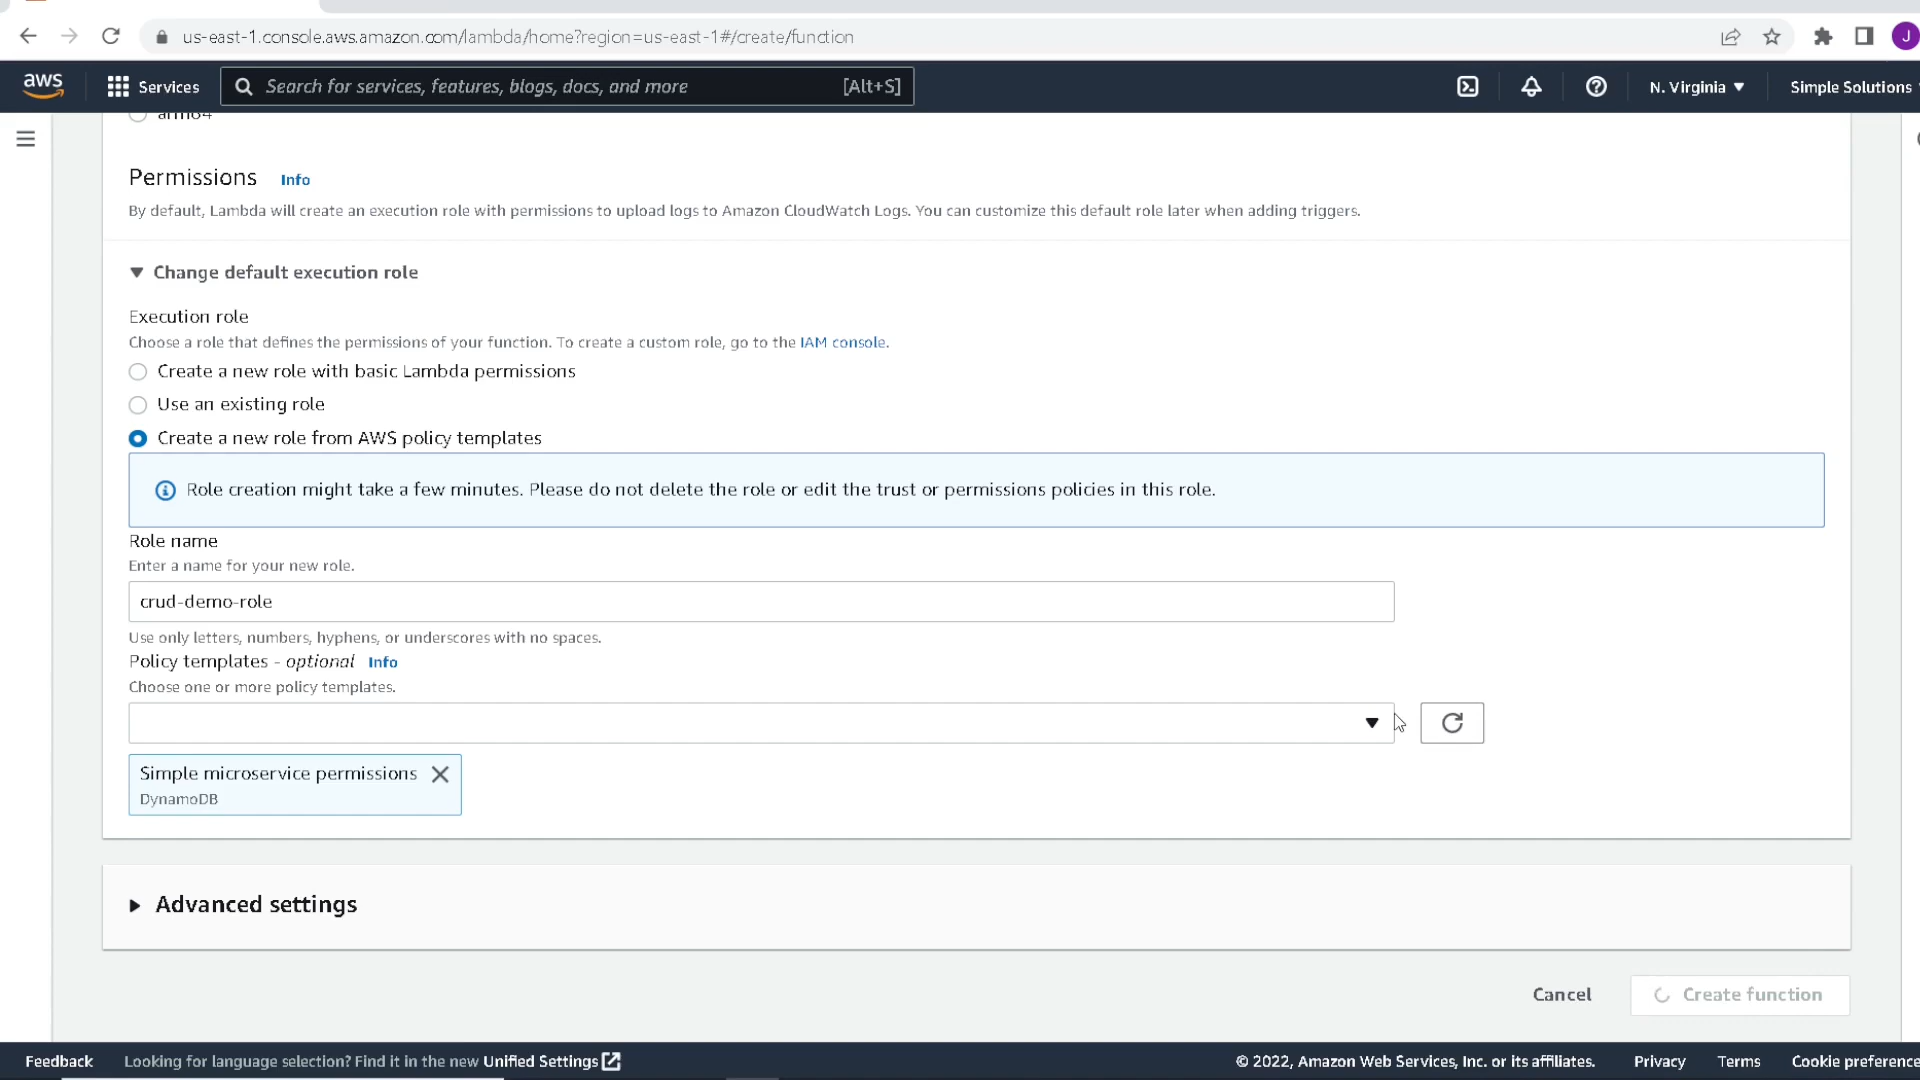 us-east-1.console.aws.amazon.com/lambda/home?region=us-east-1#/create/function
J
aws
Services
Search for services, features, blogs, docs, and more [Alt+S]
N. Virginia
Simple Solutions
arm64
Permissions Info
By default, Lambda will create an execution role with permissions to upload logs to Amazon CloudWatch Logs. You can customize this default role later when adding triggers.
Change default execution role
Execution role
Choose a role that defines the permissions of your function. To create a custom role, go to the IAM console.
Create a new role with basic Lambda permissions
Use an existing role
Create a new role from AWS policy templates
Role creation might take a few minutes. Please do not delete the role or edit the trust or permissions policies in this role.
Role name
Enter a name for your new role.
crud-demo-role
Use only letters, numbers, hyphens, or underscores with no spaces.
Policy templates - optional Info
Choose one or more policy templates.
Simple microservice permissions
DynamoDB
Advanced settings
Cancel
Create function
Feedback
Looking for language selection? Find it in the new Unified Settings
© 2022, Amazon Web Services, Inc. or its affiliates.
Privacy
Terms
Cookie preference